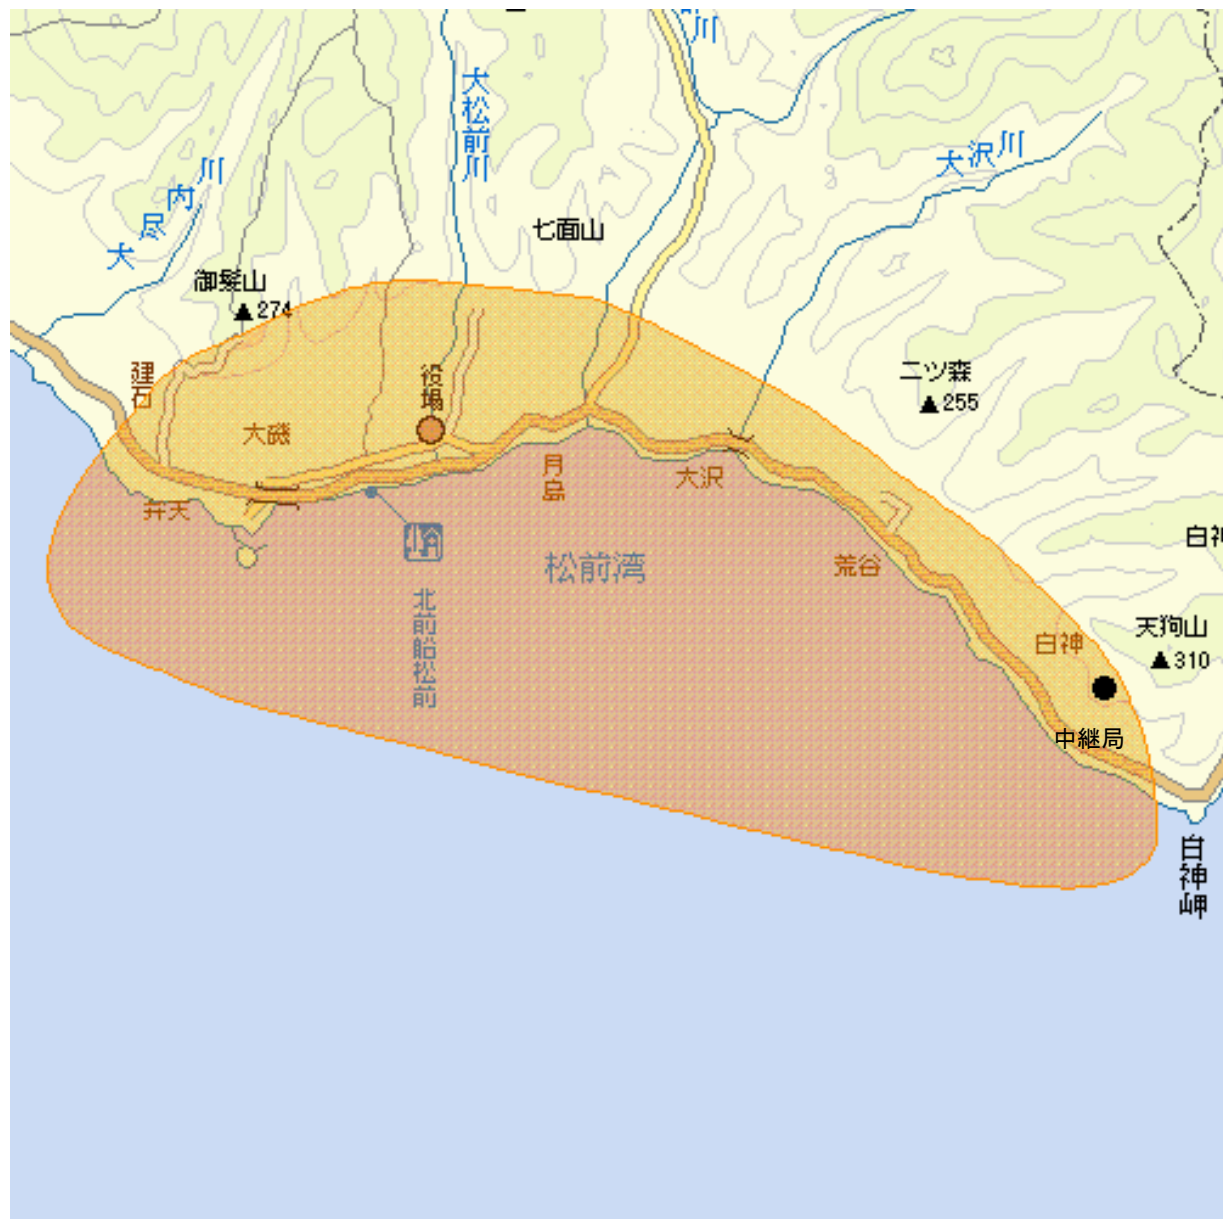 大松前川
大沢川
大尽内川
七面山
御髪山
274
建石
役場
二ツ森
255
大磯
月島
大沢
弁天
白神
松前湾
荒谷
北前船松前
天狗山
310
白神
中継局
白神岬